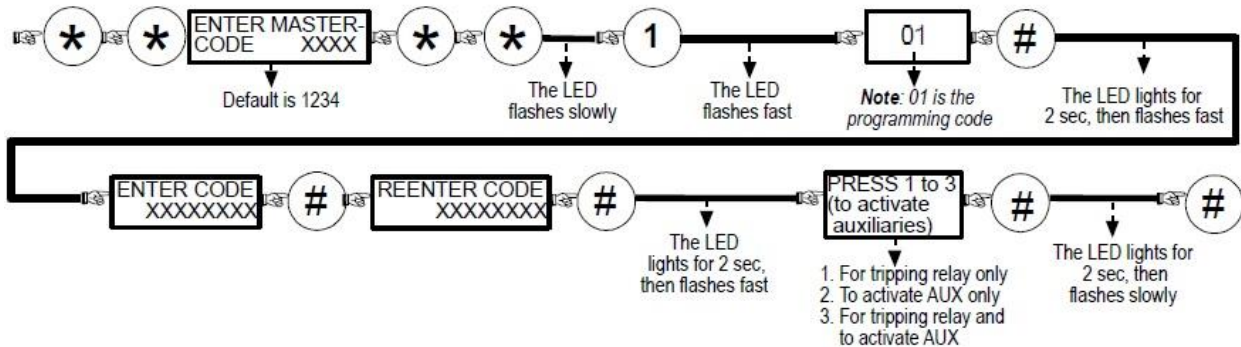 * * ENTER MASTER-
CODE XXXX * * 1 01 #
Default is 1234
The LED
flashes slowly
The LED
flashes fast
Note: 01 is the
programming code
The LED lights for
2 sec, then flashes fast
ENTER CODE
XXXXXXXX
#
REENTER CODE
XXXXXXXX
#
The LED
lights for 2 sec,
then flashes fast
PRESS 1 to 3
(to activate
auxiliaries)
1. For tripping relay only
2. To activate AUX only
3. For tripping relay and
to activate AUX
#
The LED lights for
2 sec, then
flashes slowly
#